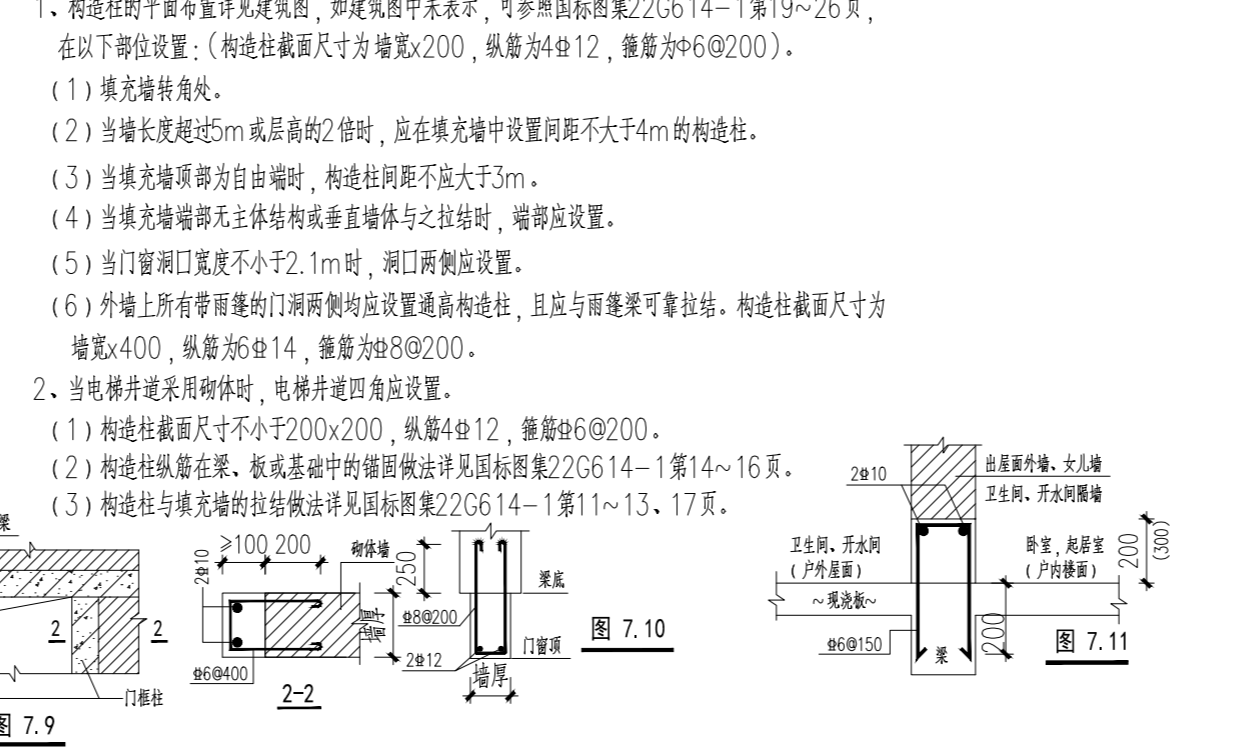 1、构造柱的平面布置详见建筑图，如建筑图中未表示，可参照国标图集22G614-1第19~26页，
在以下部位设置：（构造柱截面尺寸为 墙宽x200，纵筋为4Φ12，箍筋为Φ6@200）。
（1）填充墙转角处。
（2）当墙长度超过5m或层高的2倍时，应在填充墙中设置间距不大于4m的构造柱。
（3）当填充墙顶部为自由端时，构造柱间距不应大于3m。
（4）当填充墙端部无主体结构或垂直墙体与之拉结时，端部应设置。
（5）当门窗洞口宽度不小于2.1m时，洞口两侧应设置。
（6）外墙上所有带雨篷的门洞两侧均应设置通高构造柱，且应与雨篷梁可靠拉结。构造柱截面尺寸为
墙宽x400，纵筋为6Φ14，箍筋为Φ8@200。
2、当电梯井道采用砌体时，电梯井道四角应设置。
（1）构造柱截面尺寸不小于200x200，纵筋4Φ12，箍筋Φ6@200。
（2）构造柱纵筋在梁、板或基础中的锚固做法详见国标图集22G614-1第14~16页。
（3）构造柱与填充墙的拉结做法详见国标图集22G614-1第11~13、17页。
梁
2
2
门框柱
图 7.9
2Φ10
≥100 200
砌体墙
墙厚
Φ6@400
2-2
250
梁底
Φ8@200
2Φ12
门窗顶
墙厚
图 7.10
2Φ10
出屋面外墙、女儿墙
卫生间、开水间隔墙
卫生间、开水间
（户外屋面）
卧室，起居室
（户内楼面）
200
(300)
~现浇板~
200
Φ6@150
梁
图 7.11